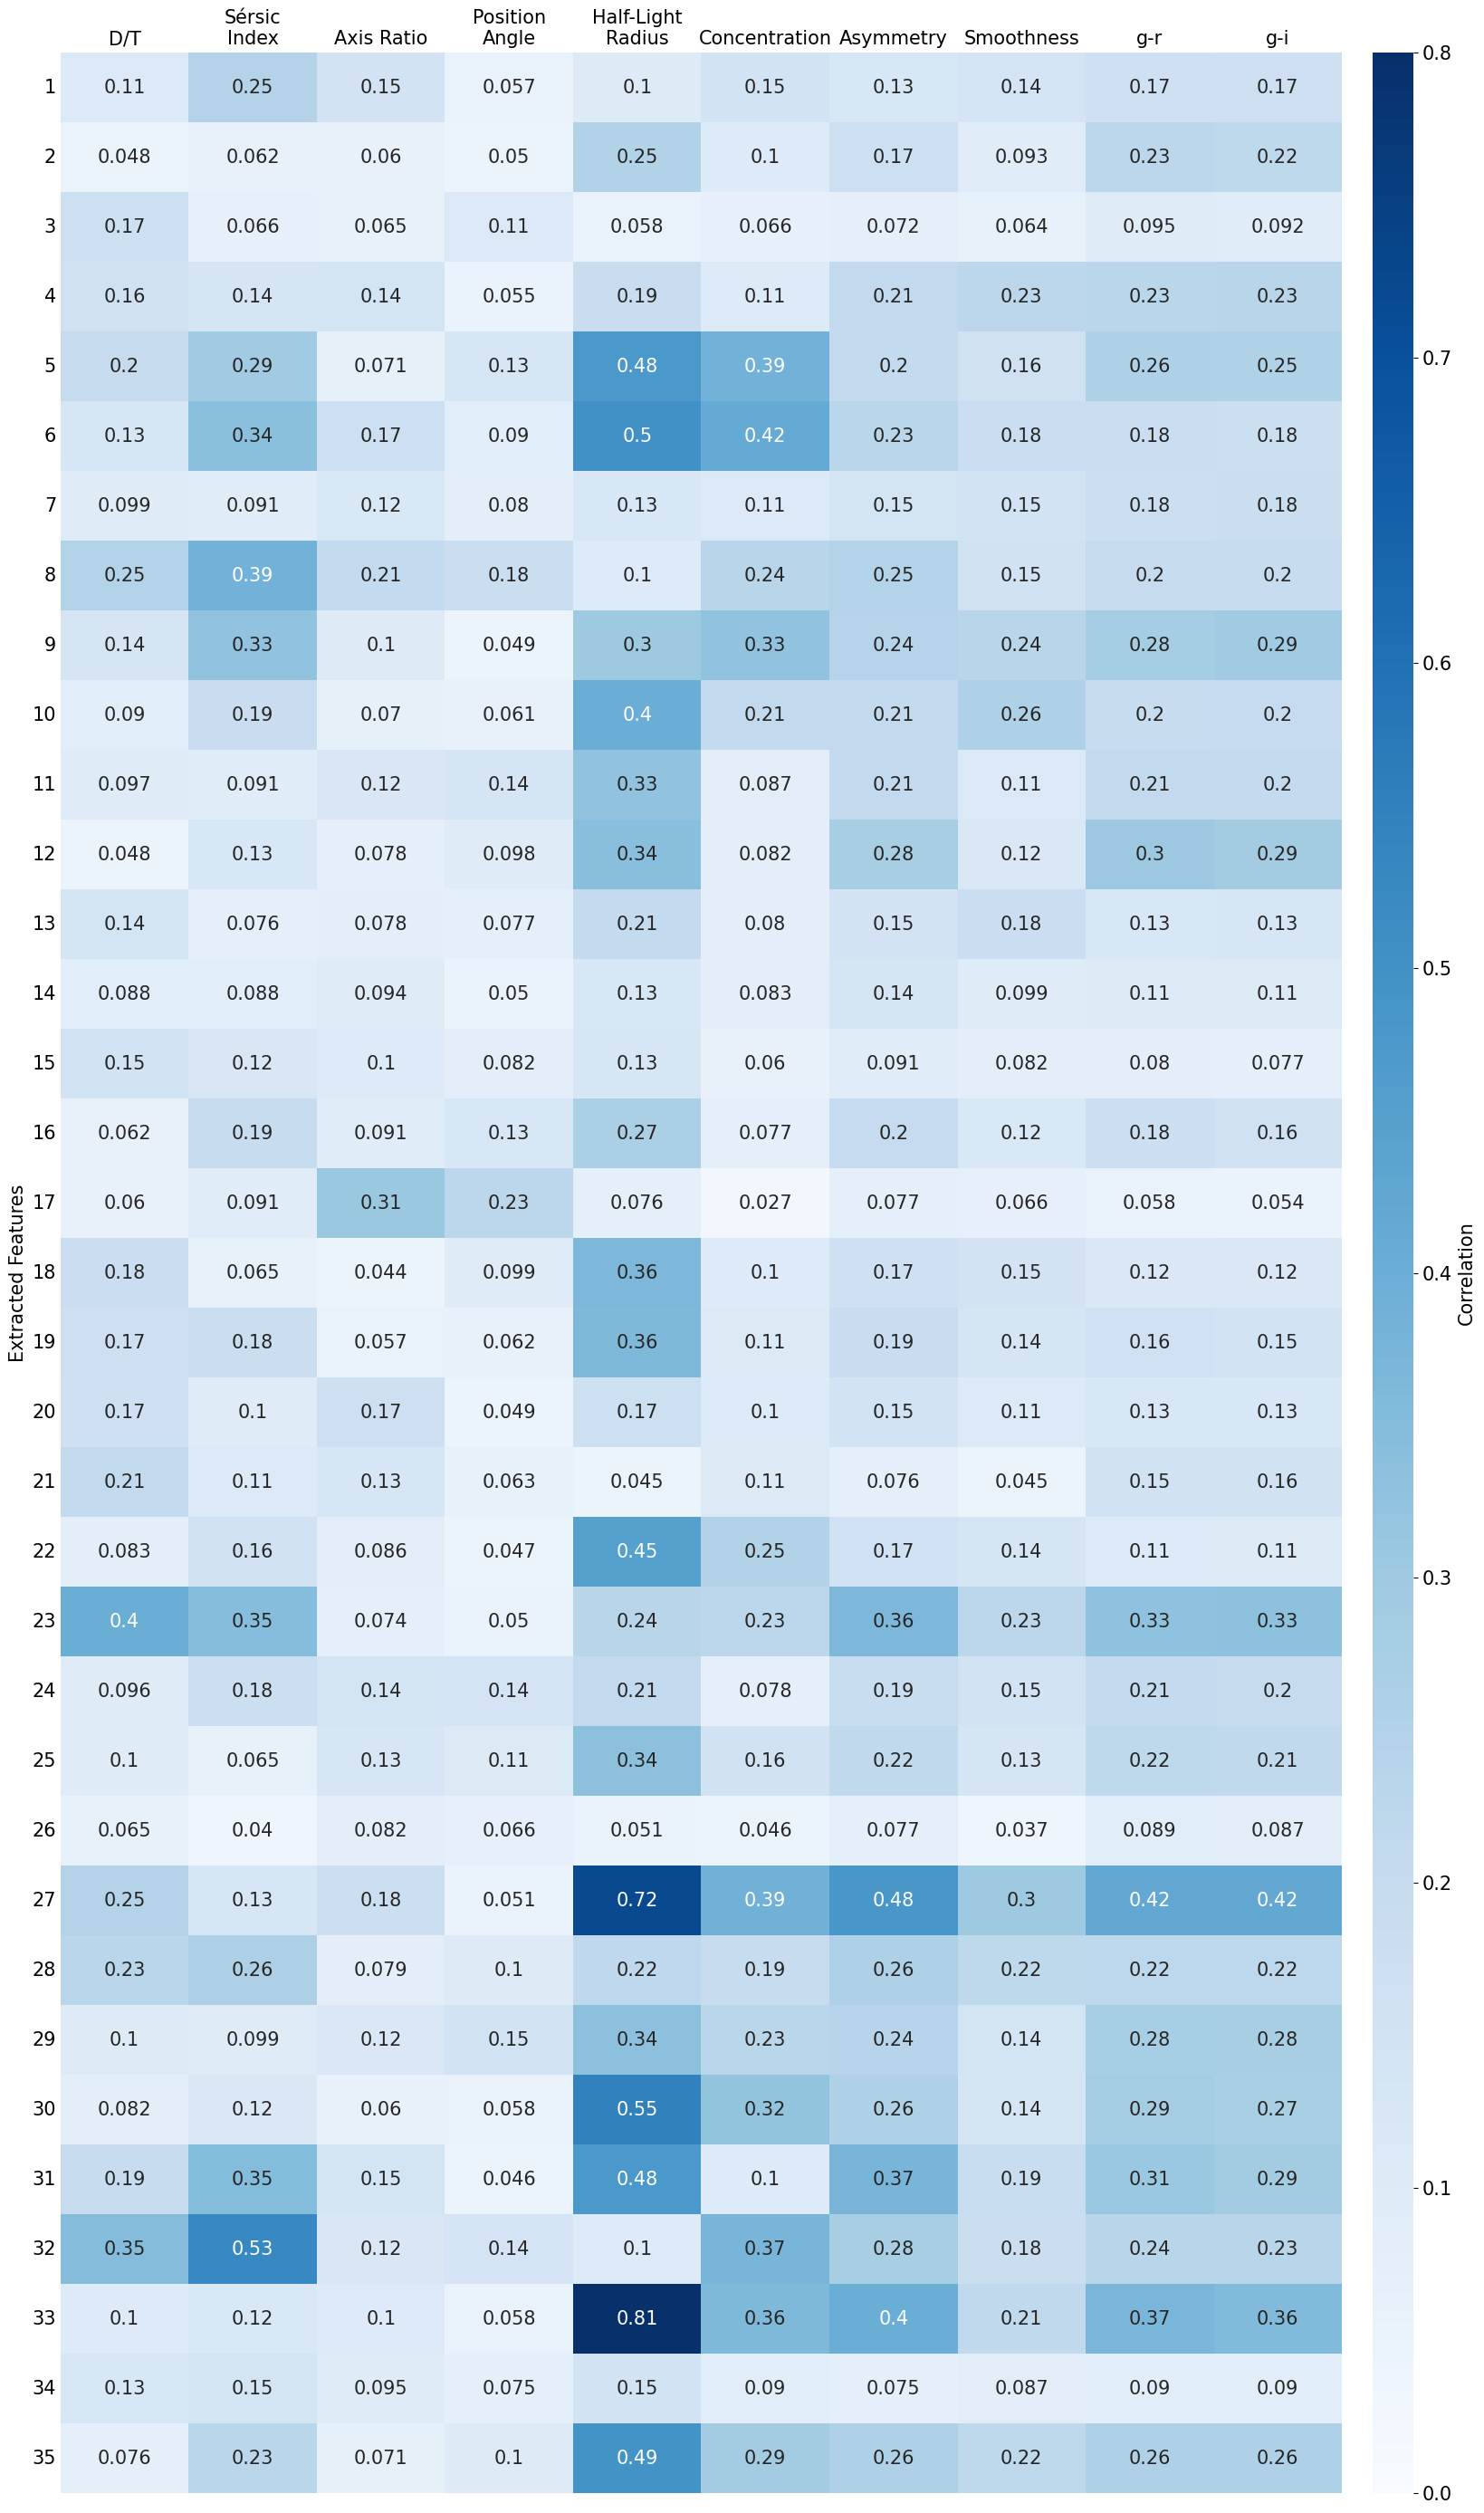 D/T Sérsic Index Axis Ratio Position Angle Half-Light Radius Concentration Asymmetry Smoothness g-r g-i
1 0.11 0.25 0.15 0.057 0.1 0.15 0.13 0.14 0.17 0.17
2 0.048 0.062 0.06 0.05 0.25 0.1 0.17 0.093 0.23 0.22
3 0.17 0.066 0.065 0.11 0.058 0.066 0.072 0.064 0.095 0.092
4 0.16 0.14 0.14 0.055 0.19 0.11 0.21 0.23 0.23 0.23
5 0.2 0.29 0.071 0.13 0.48 0.39 0.2 0.16 0.26 0.25
6 0.13 0.34 0.17 0.09 0.5 0.42 0.23 0.18 0.18 0.18
7 0.099 0.091 0.12 0.08 0.13 0.11 0.15 0.15 0.18 0.18
8 0.25 0.39 0.21 0.18 0.1 0.24 0.25 0.15 0.2 0.2
9 0.14 0.33 0.1 0.049 0.3 0.33 0.24 0.24 0.28 0.29
10 0.09 0.19 0.07 0.061 0.4 0.21 0.21 0.26 0.2 0.2
11 0.097 0.091 0.12 0.14 0.33 0.087 0.21 0.11 0.21 0.2
12 0.048 0.13 0.078 0.098 0.34 0.082 0.28 0.12 0.3 0.29
13 0.14 0.076 0.078 0.077 0.21 0.08 0.15 0.18 0.13 0.13
14 0.088 0.088 0.094 0.05 0.13 0.083 0.14 0.099 0.11 0.11
15 0.15 0.12 0.1 0.082 0.13 0.06 0.091 0.082 0.08 0.077
16 0.062 0.19 0.091 0.13 0.27 0.077 0.2 0.12 0.18 0.16
17 0.06 0.091 0.31 0.23 0.076 0.027 0.077 0.066 0.058 0.054
18 0.18 0.065 0.044 0.099 0.36 0.1 0.17 0.15 0.12 0.12
19 0.17 0.18 0.057 0.062 0.36 0.11 0.19 0.14 0.16 0.15
20 0.17 0.1 0.17 0.049 0.17 0.1 0.15 0.11 0.13 0.13
21 0.21 0.11 0.13 0.063 0.045 0.11 0.076 0.045 0.15 0.16
22 0.083 0.16 0.086 0.047 0.45 0.25 0.17 0.14 0.11 0.11
23 0.4 0.35 0.074 0.05 0.24 0.23 0.36 0.23 0.33 0.33
24 0.096 0.18 0.14 0.14 0.21 0.078 0.19 0.15 0.21 0.2
25 0.1 0.065 0.13 0.11 0.34 0.16 0.22 0.13 0.22 0.21
26 0.065 0.04 0.082 0.066 0.051 0.046 0.077 0.037 0.089 0.087
27 0.25 0.13 0.18 0.051 0.72 0.39 0.48 0.3 0.42 0.42
28 0.23 0.26 0.079 0.1 0.22 0.19 0.26 0.22 0.22 0.22
29 0.1 0.099 0.12 0.15 0.34 0.23 0.24 0.14 0.28 0.28
30 0.082 0.12 0.06 0.058 0.55 0.32 0.26 0.14 0.29 0.27
31 0.19 0.35 0.15 0.046 0.48 0.1 0.37 0.19 0.31 0.29
32 0.35 0.53 0.12 0.14 0.1 0.37 0.28 0.18 0.24 0.23
33 0.1 0.12 0.1 0.058 0.81 0.36 0.4 0.21 0.37 0.36
34 0.13 0.15 0.095 0.075 0.15 0.09 0.075 0.087 0.09 0.09
35 0.076 0.23 0.071 0.1 0.49 0.29 0.26 0.22 0.26 0.26
Extracted Features
0.8
0.7
0.6
0.5
0.4
0.3
0.2
0.1
0.0
Correlation